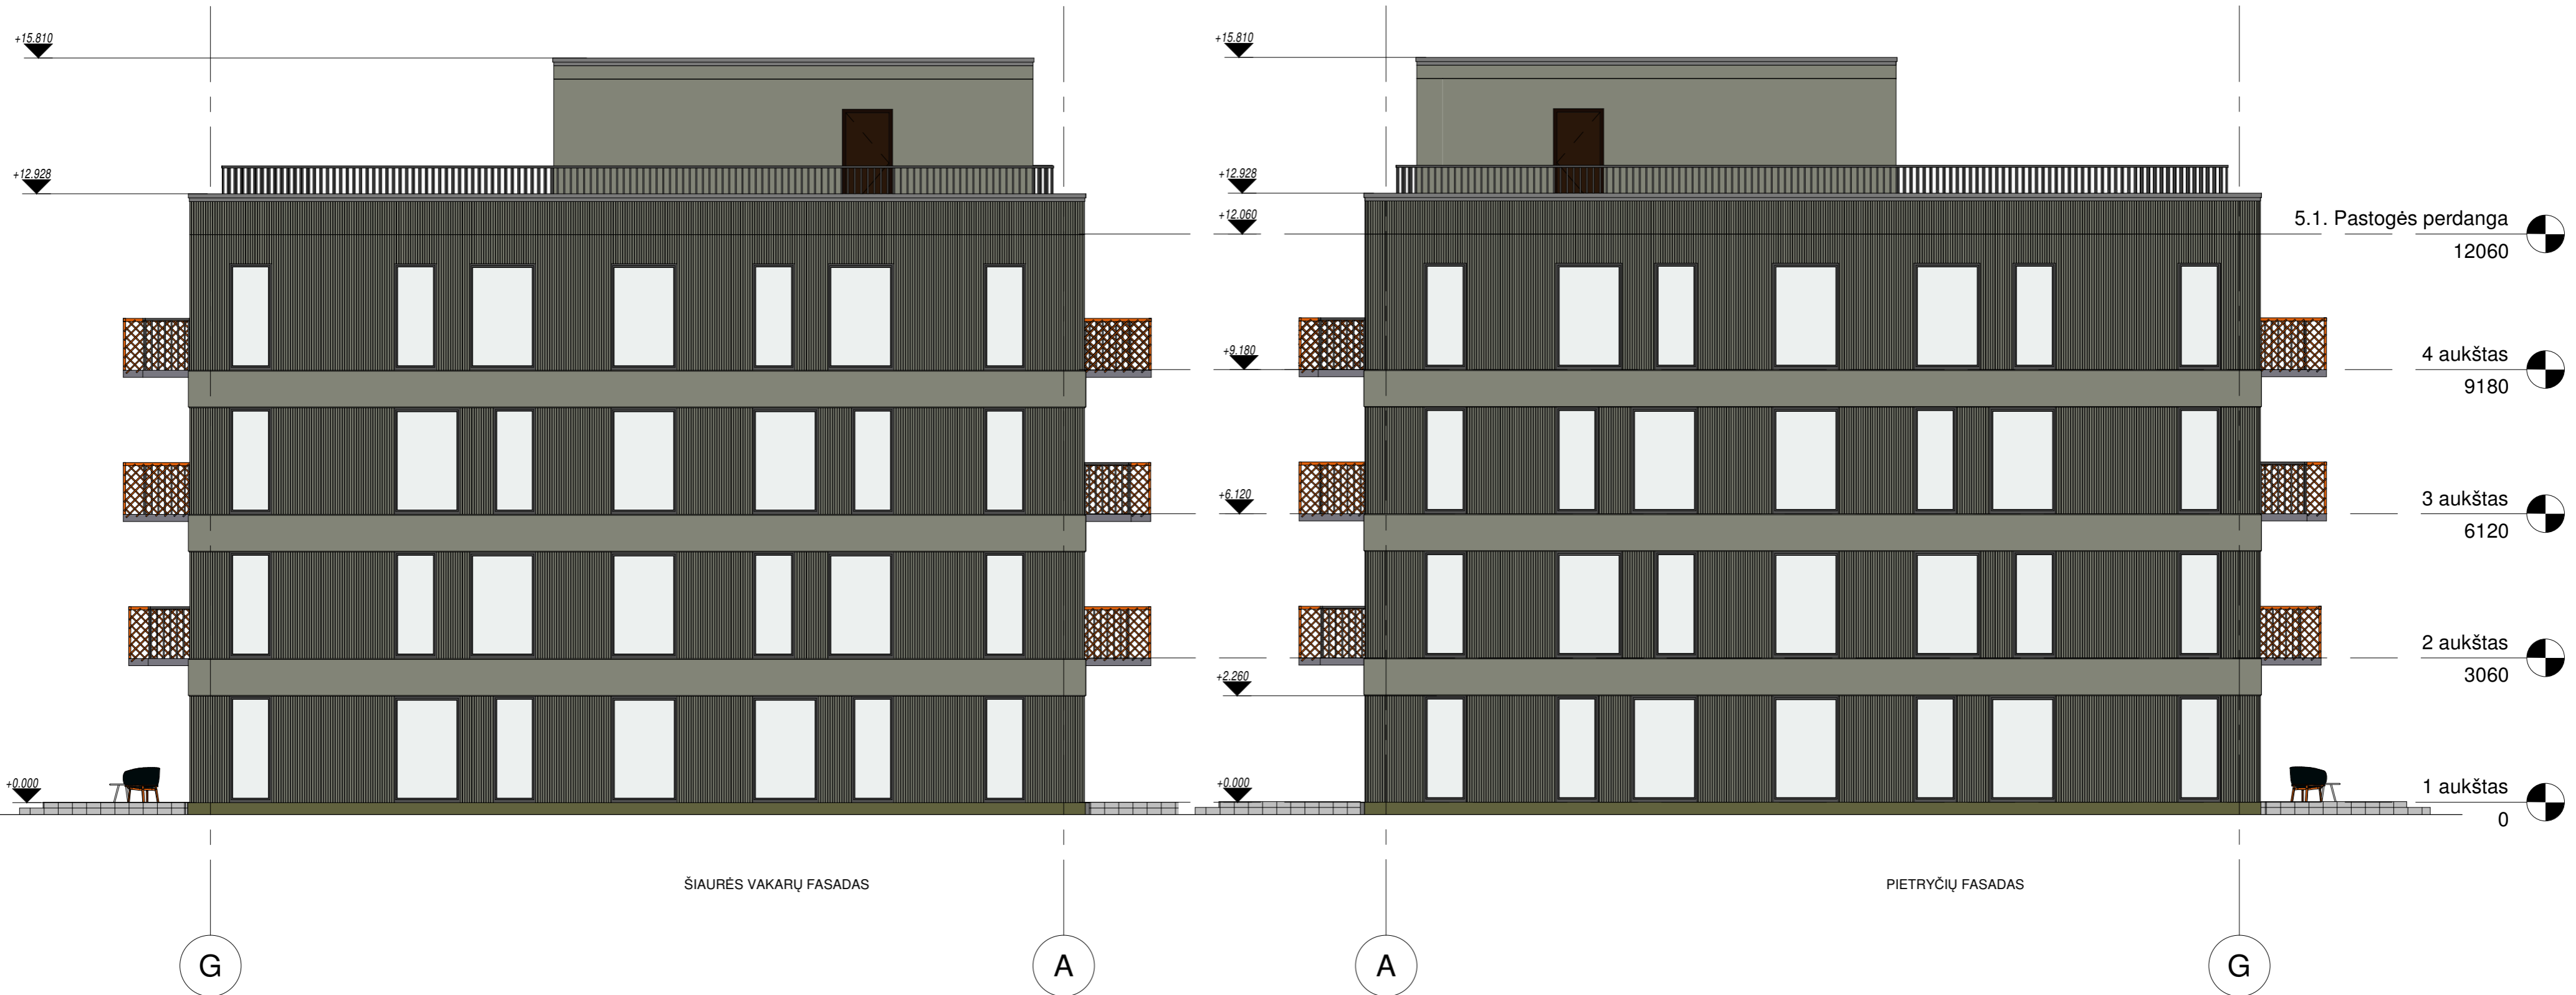 +15.810
+15.810
+12.928
+12.928
+12.060
5.1. Pastogės perdanga
12060
+9.180
4 aukštas
9180
+6.120
3 aukštas
6120
2 aukštas
3060
+2.260
+0.000
+0.000
1 aukštas
0
ŠIAURĖS VAKARŲ FASADAS
PIETRYČIŲ FASADAS
G
A
A
G